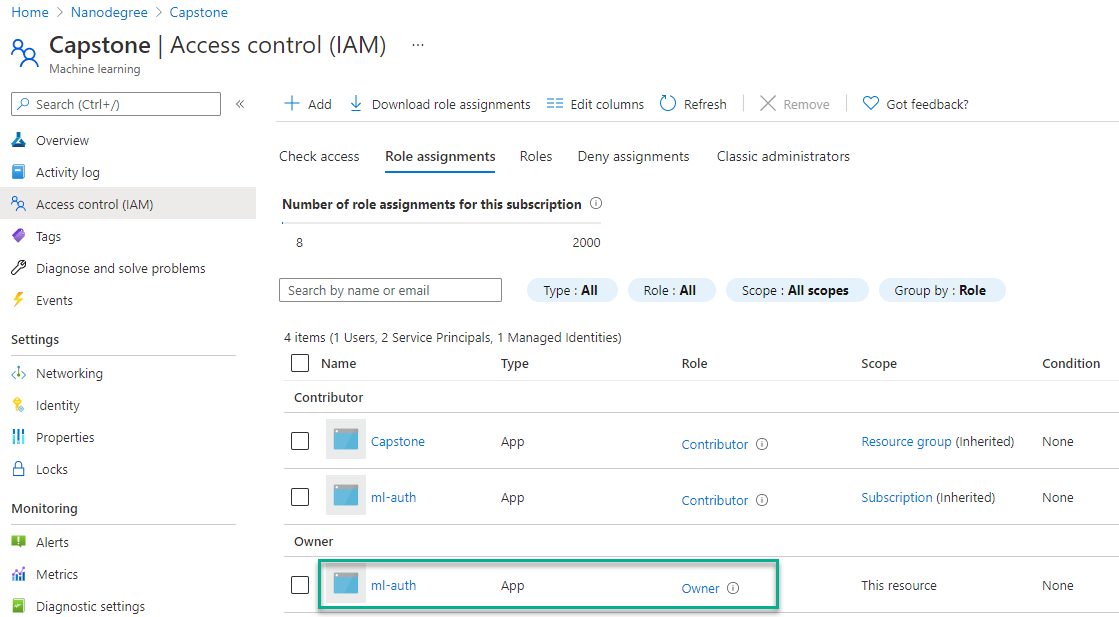 Home > Nanodegree > Capstone
Capstone | Access control (IAM) ...
Machine learning
Search (Ctrl+/) «
Overview
Activity log
Access control (IAM)
Tags
Diagnose and solve problems
Events
Settings
Networking
Identity
Properties
Locks
Monitoring
Alerts
Metrics
Diagnostic settings
+ Add Download role assignments Edit columns Refresh Remove Got feedback?
Check access Role assignments Roles Deny assignments Classic administrators
Number of role assignments for this subscription
8 2000
Search by name or email Type : All Role : All Scope : All scopes Group by : Role
4 items (1 Users, 2 Service Principals, 1 Managed Identities)
Name Type Role Scope Condition
Contributor
Capstone App Contributor Resource group (Inherited) None
ml-auth App Contributor Subscription (Inherited) None
Owner
ml-auth App Owner This resource None